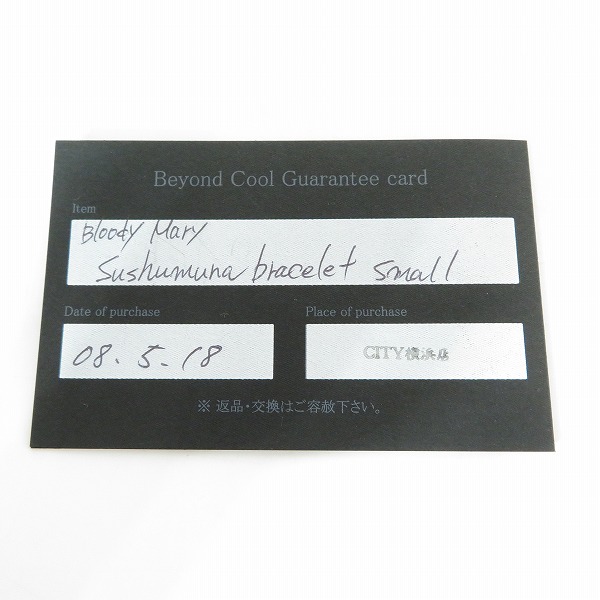 Beyond Cool Guarantee card
Item
Bloody Mary
Sushumuna bracelet small
Date of purchase
Place of purchase
08.5.18
CITY横浜店
※ 返品・交換はご容赦下さい。